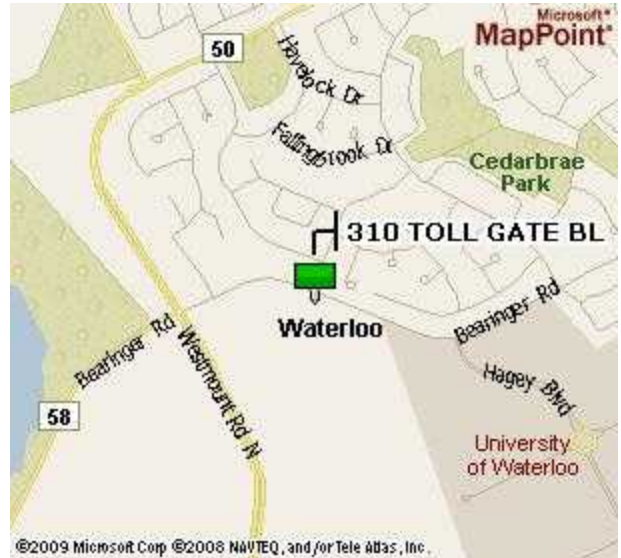 Microsoft®
MapPoint®
50
Havelock Dr
Fallingbrook Dr
Cedarbrae
Park
310 TOLL GATE BL
Waterloo
Bearinger Rd
Bearinger Rd
Westmount Rd N
Hagey Blvd
58
University
of Waterloo
©2009 Microsoft Corp ©2008 NAVTEQ, and/or Tele Atlas, Inc.